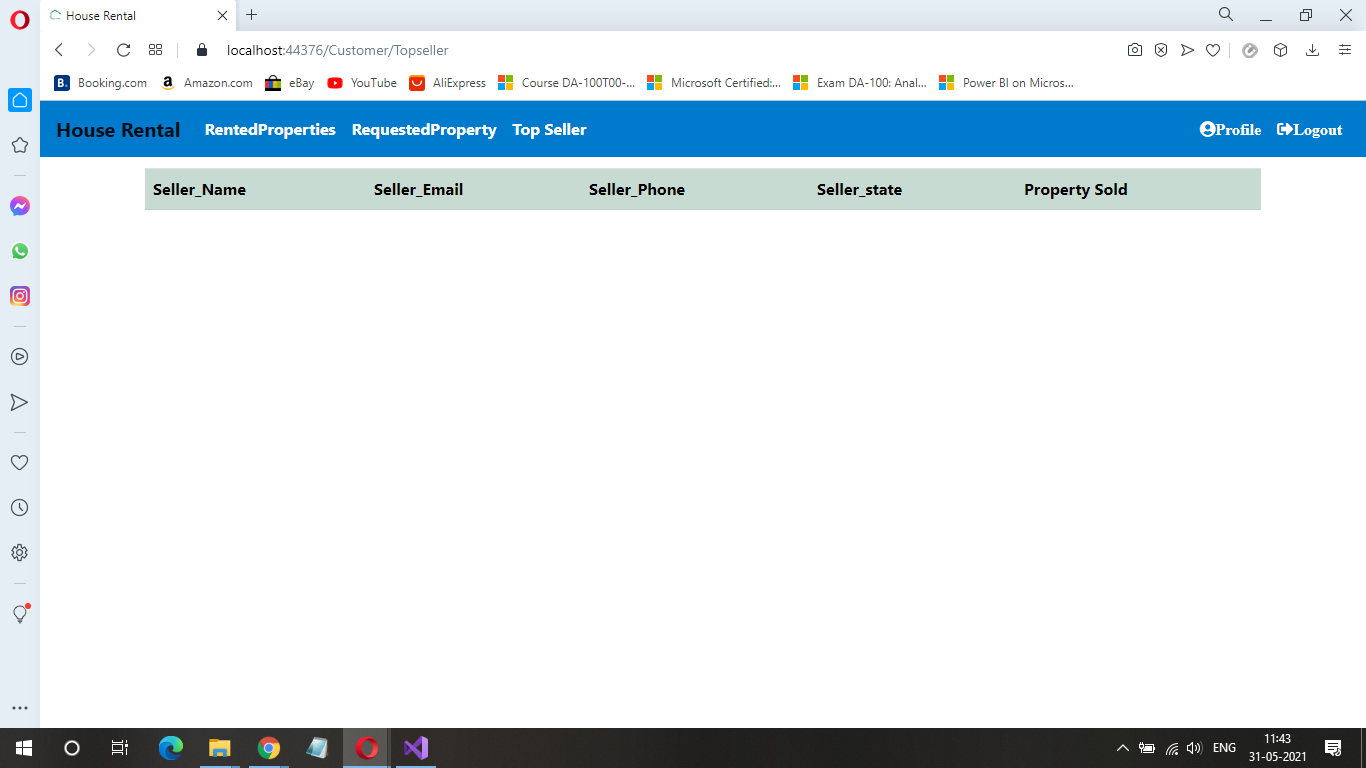 House Rental
localhost:44376/Customer/Topseller
B. Booking.com a Amazon.com eBay YouTube AliExpress Course DA-100T00-... Microsoft Certified:... Exam DA-100: Anal... Power BI on Micros...
House Rental RentedProperties RequestedProperty Top Seller Profile Logout
Seller_Name Seller_Email Seller_Phone Seller_state Property Sold
ENG 11:43
31-05-2021